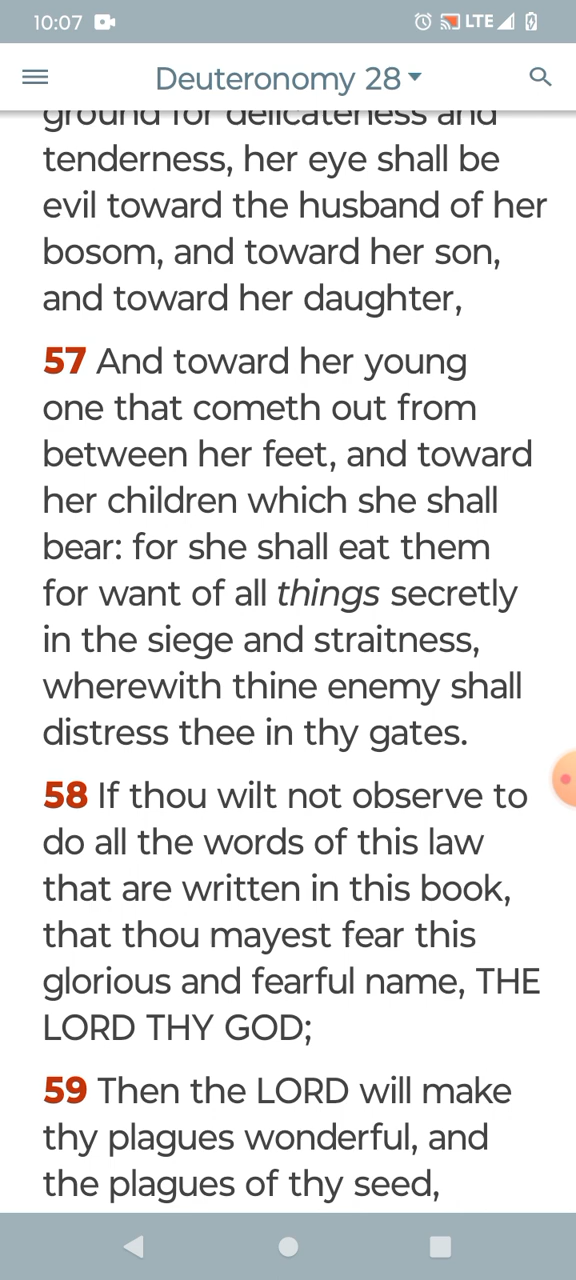 10:07
LTE
Deuteronomy 28
ground for delicateness and
tenderness, her eye shall be
evil toward the husband of her
bosom, and toward her son,
and toward her daughter,
57 And toward her young
one that cometh out from
between her feet, and toward
her children which she shall
bear: for she shall eat them
for want of all things secretly
in the siege and straitness,
wherewith thine enemy shall
distress thee in thy gates.
58 If thou wilt not observe to
do all the words of this law
that are written in this book,
that thou mayest fear this
glorious and fearful name, THE
LORD THY GOD;
59 Then the LORD will make
thy plagues wonderful, and
the plagues of thy seed,